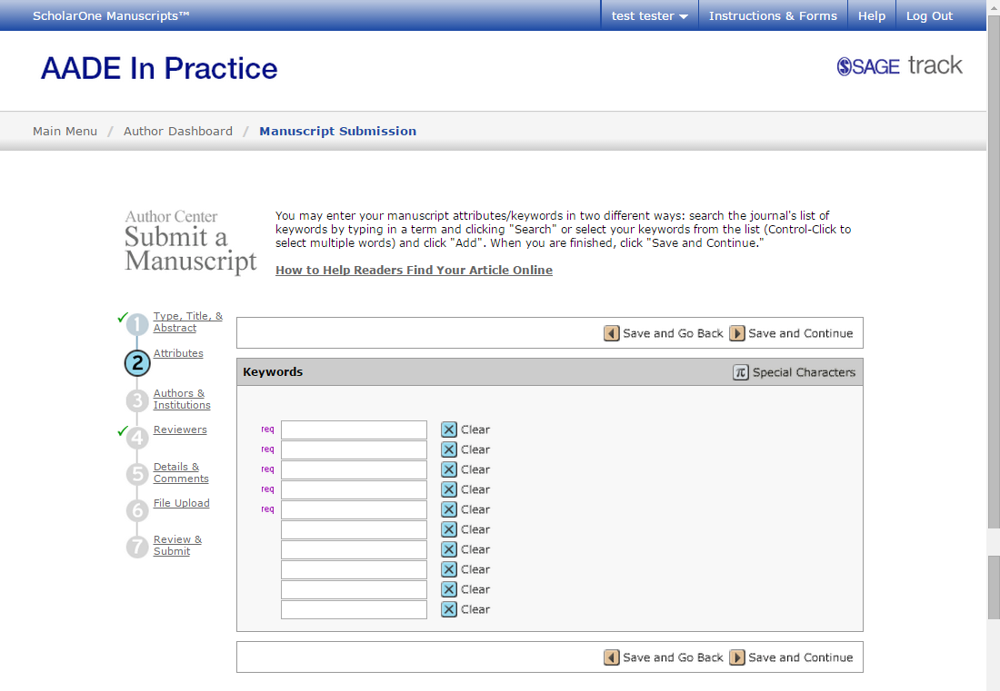 ScholarOne Manuscripts™ test tester Instructions & Forms Help Log Out
AADE In Practice
SAGE track
Main Menu / Author Dashboard / Manuscript Submission
Author Center
Submit a
Manuscript
You may enter your manuscript attributes/keywords in two different ways: search the journal's list of
keywords by typing in a term and clicking "Search" or select your keywords from the list (Control-Click to
select multiple words) and click "Add". When you are finished, click "Save and Continue."
How to Help Readers Find Your Article Online
1 Type, Title, &
Abstract
2 Attributes
3 Authors &
Institutions
4 Reviewers
5 Details &
Comments
6 File Upload
7 Review &
Submit
Save and Go Back Save and Continue
Keywords π Special Characters
req Clear
req Clear
req Clear
req Clear
req Clear
Clear
Clear
Clear
Clear
Clear
Save and Go Back Save and Continue